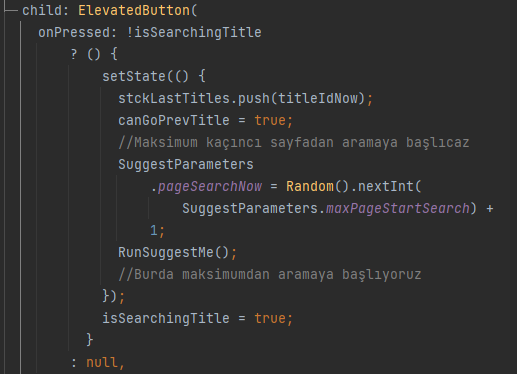 child: ElevatedButton(
onPressed: !isSearchingTitle
? () {
setState(() {
stckLastTitles.push(titleIdNow);
canGoPrevTitle = true;
//Maksimum kaçıncı sayfadan aramaya başlıcaz
SuggestParameters
.pageSearchNow = Random().nextInt(
SuggestParameters.maxPageStartSearch) +
1;
RunSuggestMe();
//Burda maksimumdan aramaya başlıyoruz
});
isSearchingTitle = true;
}
: null,